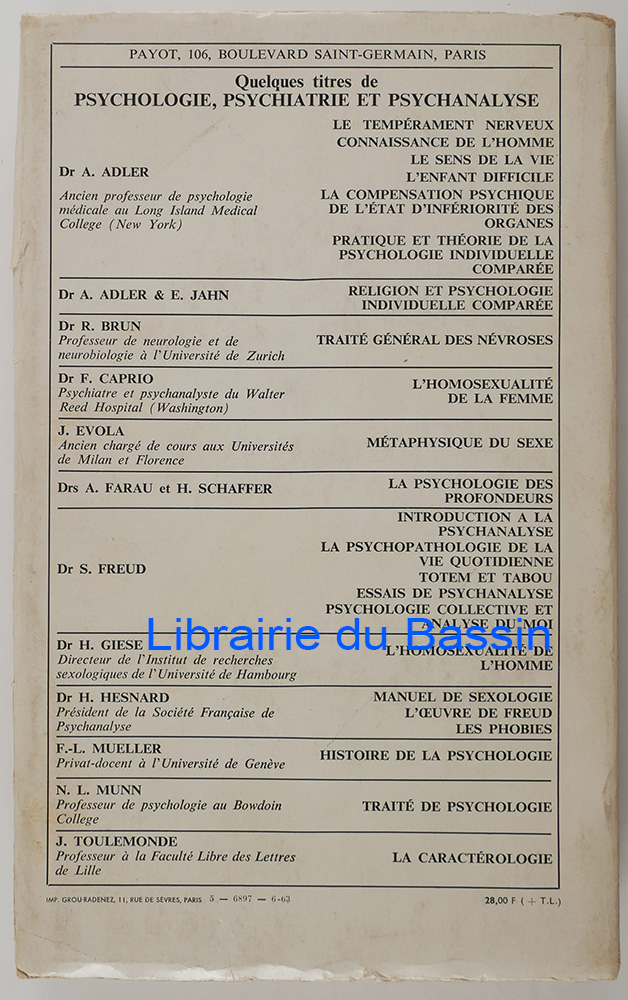 PAYOT, 106, BOULEVARD SAINT-GERMAIN, PARIS
Quelques titres de
PSYCHOLOGIE, PSYCHIATRIE ET PSYCHANALYSE
Dr A. ADLER
Ancien professeur de psychologie
médicale au Long Island Medical
College (New York)
LE TEMPÉRAMENT NERVEUX
CONNAISSANCE DE L'HOMME
LE SENS DE LA VIE
L'ENFANT DIFFICILE
LA COMPENSATION PSYCHIQUE
DE L'ÉTAT D'INFÉRIORITÉ DES
ORGANES
PRATIQUE ET THÉORIE DE LA
PSYCHOLOGIE INDIVIDUELLE
COMPARÉE
Dr A. ADLER & E. JAHN
RELIGION ET PSYCHOLOGIE
INDIVIDUELLE COMPARÉE
Dr R. BRUN
Professeur de neurologie et de
neurobiologie à l'Université de Zurich
TRAITÉ GÉNÉRAL DES NÉVROSES
Dr F. CAPRIO
Psychiatre et psychanalyste du Walter
Reed Hospital (Washington)
L'HOMOSEXUALITÉ
DE LA FEMME
J. EVOLA
Ancien chargé de cours aux Universités
de Milan et Florence
MÉTAPHYSIQUE DU SEXE
Drs A. FARAU et H. SCHAFFER
LA PSYCHOLOGIE DES
PROFONDEURS
Dr S. FREUD
INTRODUCTION A LA
PSYCHANALYSE
LA PSYCHOPATHOLOGIE DE LA
VIE QUOTIDIENNE
TOTEM ET TABOU
ESSAIS DE PSYCHANALYSE
PSYCHOLOGIE COLLECTIVE ET
ANALYSE DU MOI
Librairie du Bassin
Dr H. GIESE
Directeur de l'Institut de recherches
sexologiques de l'Université de Hambourg
L'HOMOSEXUALITÉ DE
L'HOMME
Dr H. HESNARD
Président de la Société Française de
Psychanalyse
MANUEL DE SEXOLOGIE
L'ŒUVRE DE FREUD
LES PHOBIES
F.-L. MUELLER
Privat-docent à l'Université de Genève
HISTOIRE DE LA PSYCHOLOGIE
N. L. MUNN
Professeur de psychologie au Bowdoin
College
TRAITÉ DE PSYCHOLOGIE
J. TOULEMONDE
Professeur à la Faculté Libre des Lettres
de Lille
LA CARACTÉROLOGIE
IMP. GROU-RADENEZ, 11, RUE DE SÈVRES, PARIS 5 — 6897 — 6-63
28,00 F. ( + T.L.)